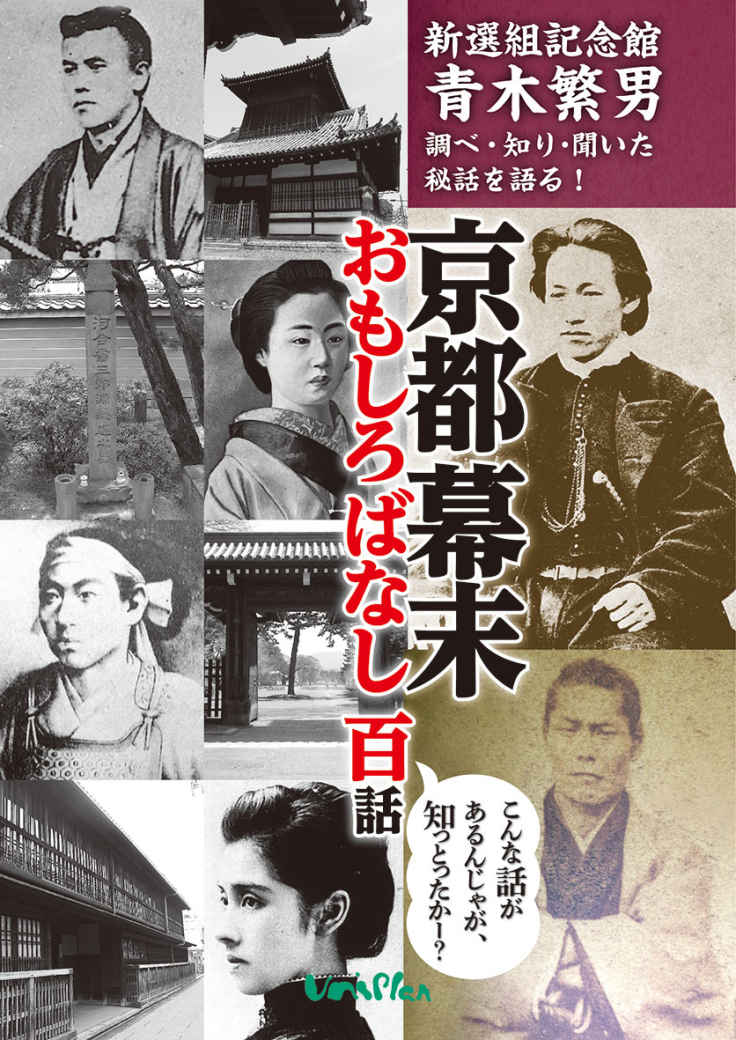 新選組記念館
青木繁男
調べ・知り・聞いた
秘話を語る!
京都幕末
おもしろばなし百話
こんな話が
あるんじゃが、
知っとったかー?
Uniplan